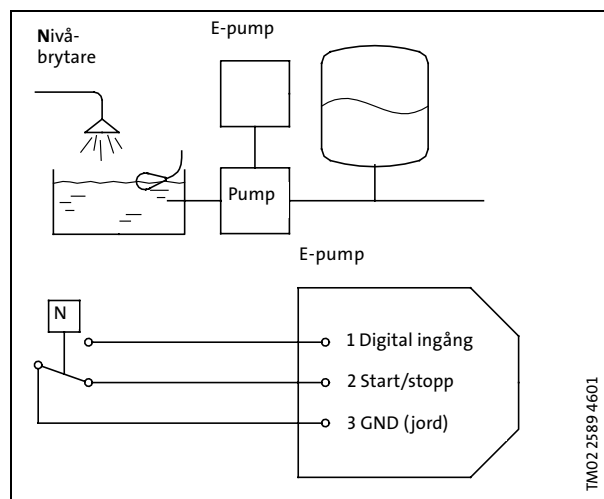 Nivå-
brytare
E-pump
Pump
E-pump
N
1 Digital ingång
2 Start/stopp
3 GND (jord)
TM02 2589 4601